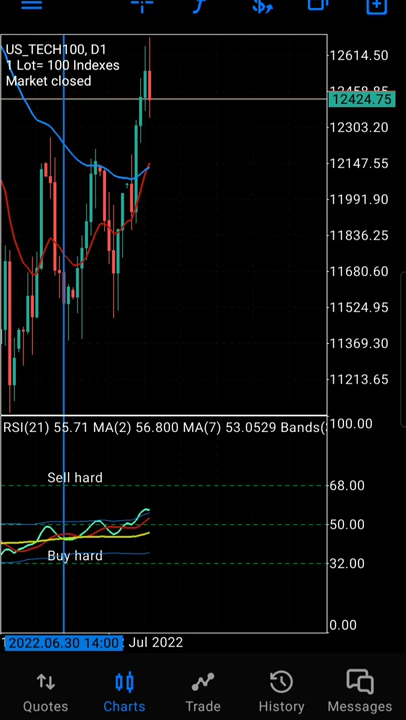 US_TECH100, D1
1 Lot= 100 Indexes
Market closed
12614.50
12424.75
12303.20
12147.55
11991.90
11836.25
11680.60
11524.95
11369.30
11213.65
RSI(21) 55.71 MA(2) 56.800 MA(7) 53.0529 Bands(
100.00
Sell hard
68.00
50.00
Buy hard
32.00
0.00
2022.06.30 14:00
Jul 2022
Quotes
Charts
Trade
History
Messages